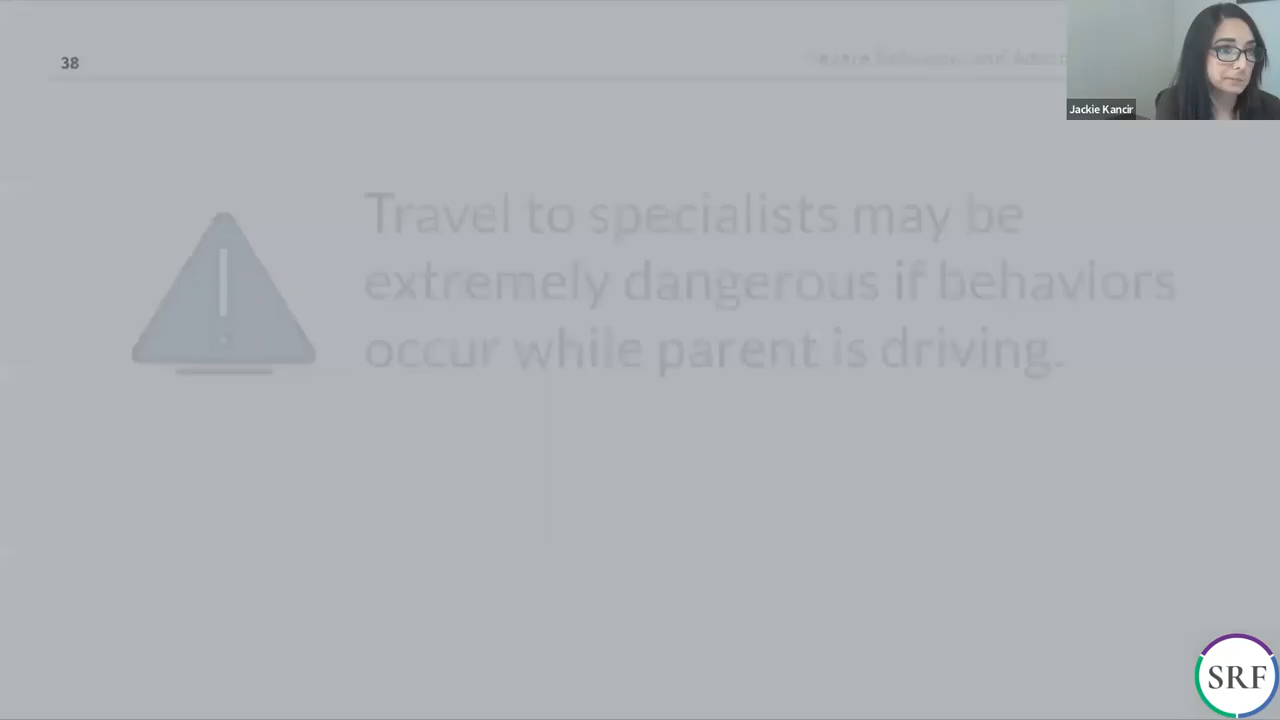 38
Jackie Kancir
Travel to specialists may be
extremely dangerous if behaviors
occur while parent is driving.
SRF